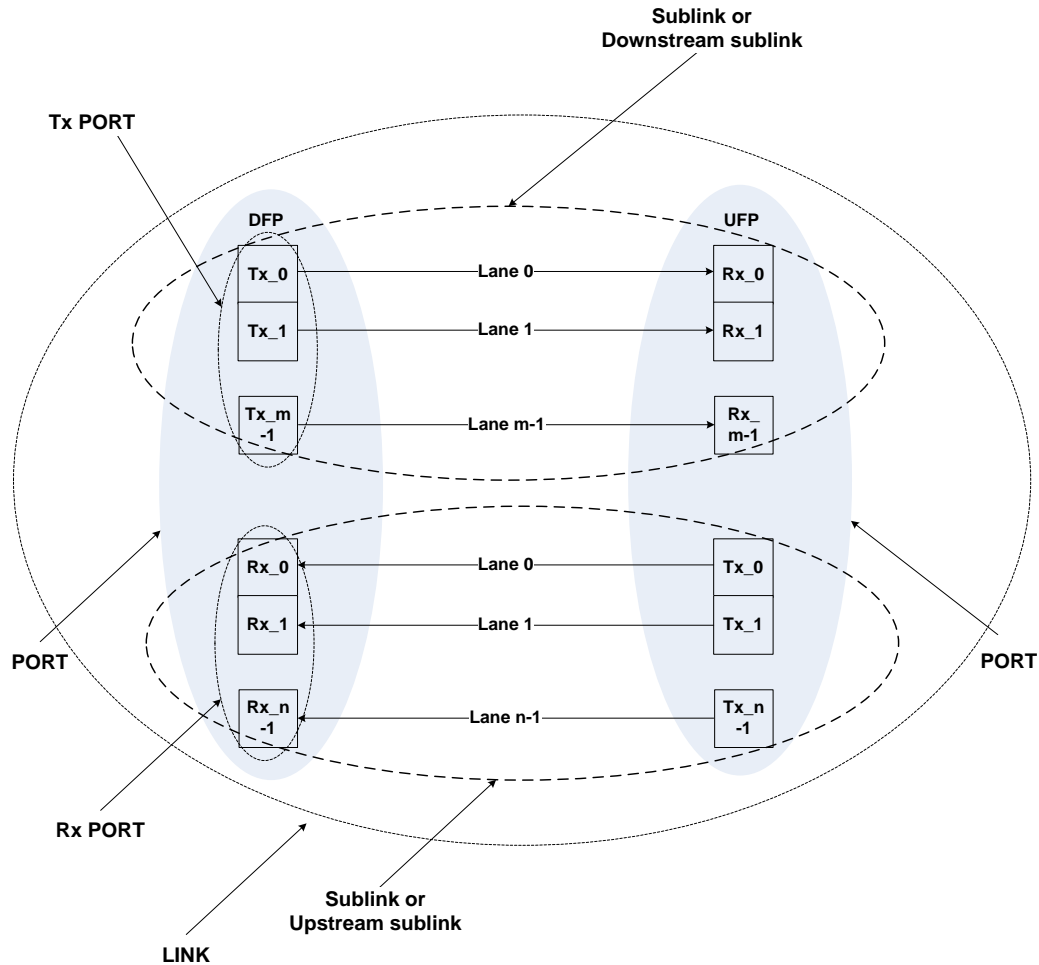 Sublink or
Downstream sublink
Tx PORT
DFP
UFP
Tx_0
Lane 0
Rx_0
Tx_1
Lane 1
Rx_1
Tx_m
-1
Lane m-1
Rx_
m-1
Rx_0
Lane 0
Tx_0
Rx_1
Lane 1
Tx_1
PORT
PORT
Rx_n
-1
Lane n-1
Tx_n
-1
Rx PORT
Sublink or
Upstream sublink
LINK